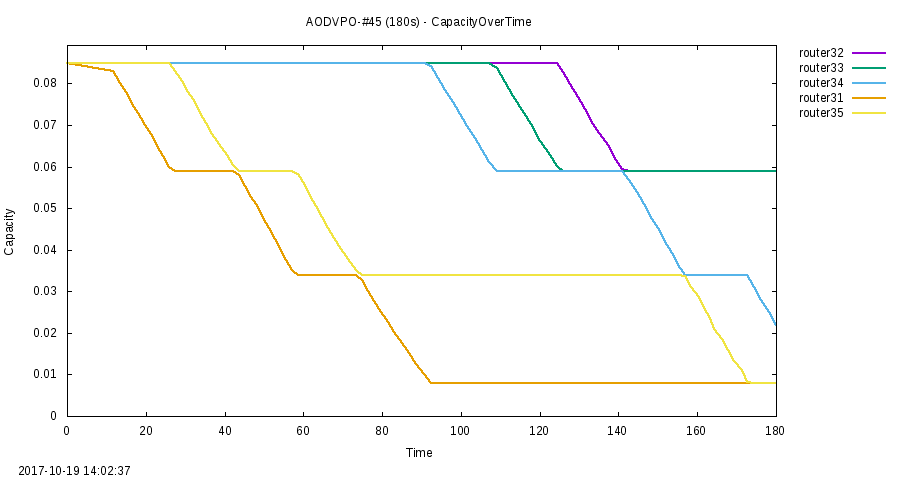 AODVPO-#45 (180s) - CapacityOverTime
router32
router33
router34
router31
router35
0.08
0.07
0.06
0.05
0.04
0.03
0.02
0.01
0
Capacity
0 20 40 60 80 100 120 140 160 180
Time
2017-10-19 14:02:37